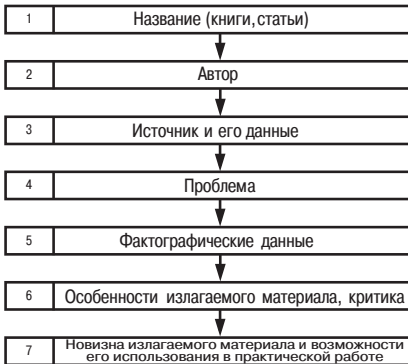 1 Название (книги, статьи)
2 Автор
3 Источник и его данные
4 Проблема
5 Фактографические данные
6 Особенности излагаемого материала, критика
7 Новизна излагаемого материала и возможности
его использования в практической работе